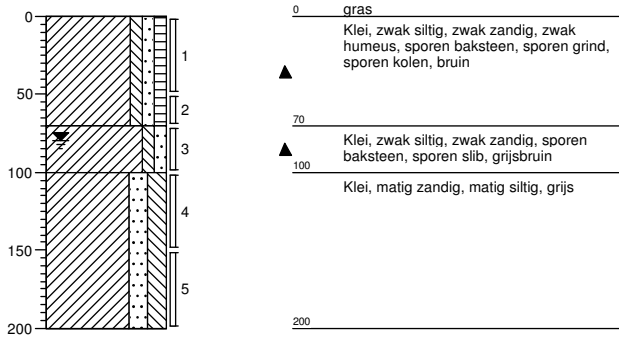 0
50
100
150
200
1
2
3
4
5
0
gras
Klei, zwak siltig, zwak zandig, zwak
humeus, sporen baksteen, sporen grind,
sporen kolen, bruin
70
Klei, zwak siltig, zwak zandig, sporen
baksteen, sporen slib, grijsbruin
100
Klei, matig zandig, matig siltig, grijs
200